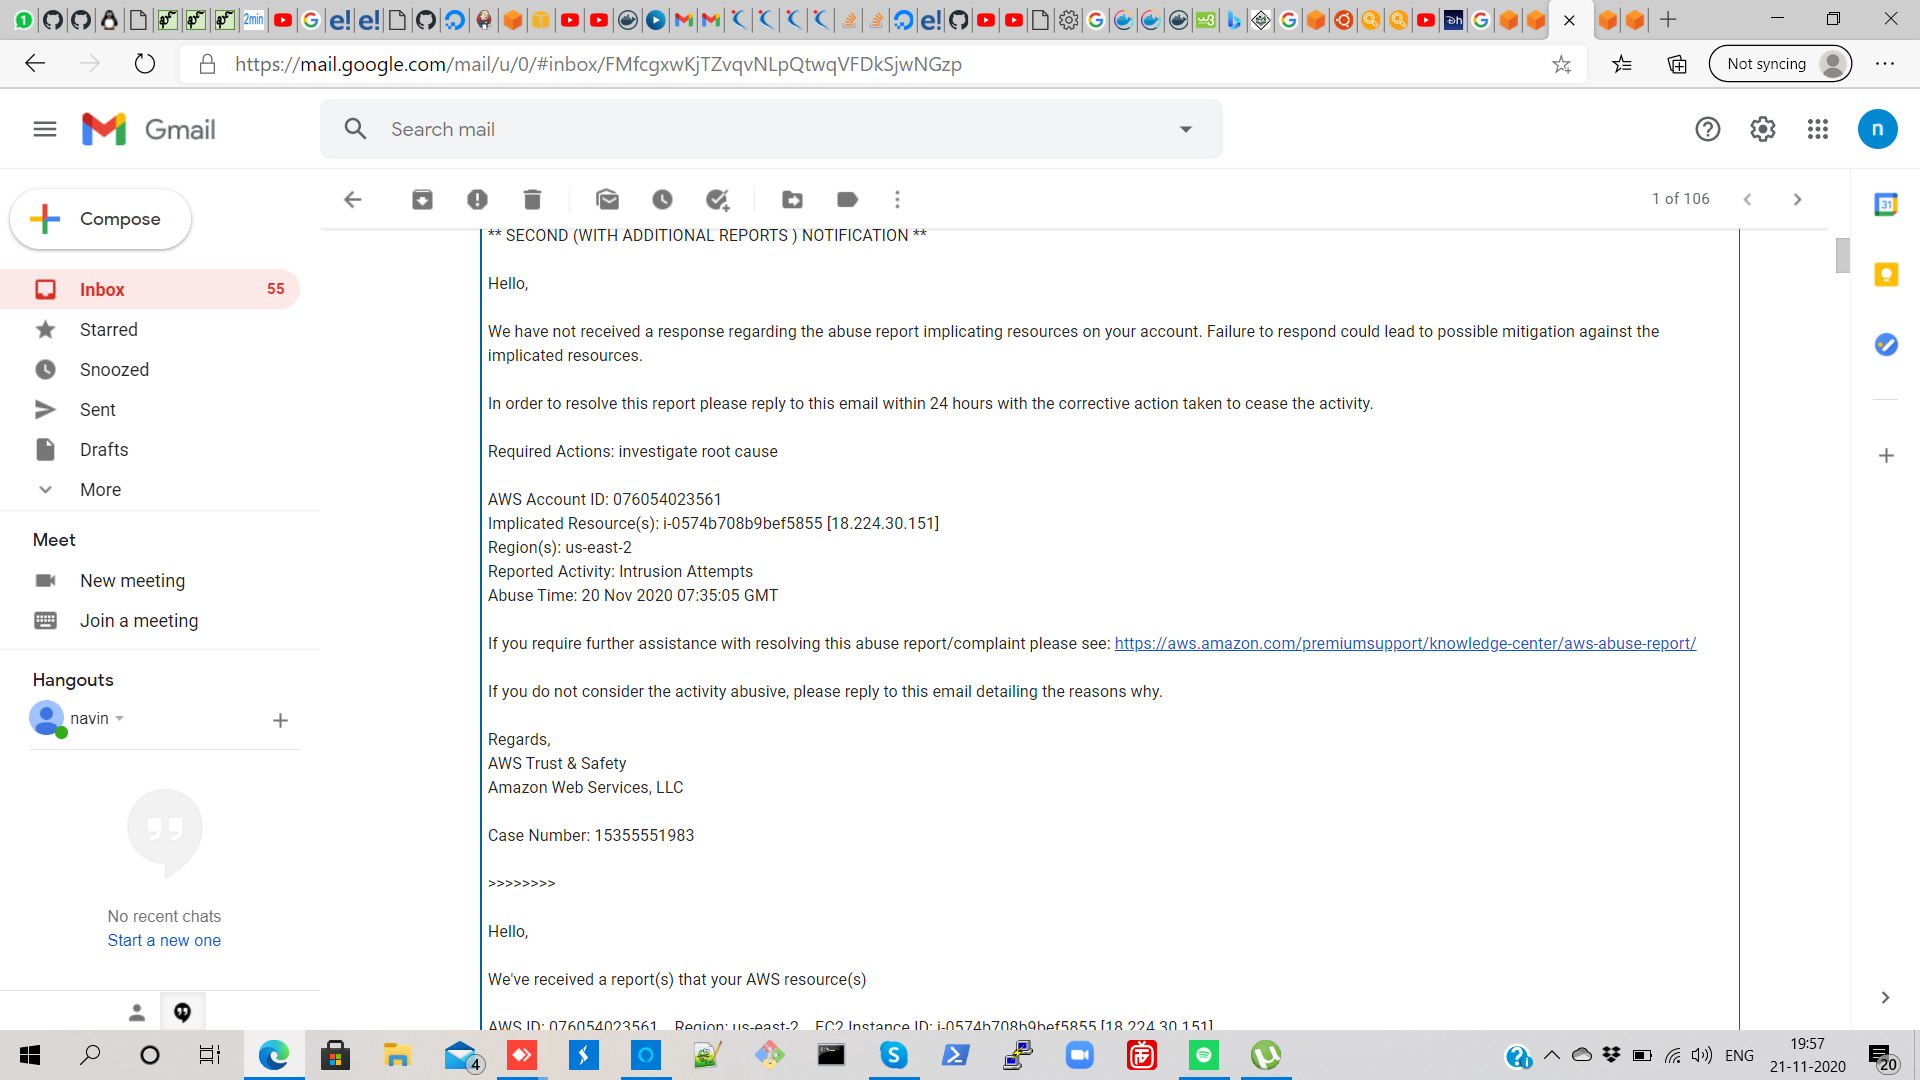 2min
https://mail.google.com/mail/u/0/#inbox/FMfcgxwKjTZvqvNLpQtwqVFDkSjwNGzp
Not syncing
Gmail
Search mail
n
Compose
1 of 106
31
Inbox 55
Starred
Snoozed
Sent
Drafts
More
Meet
New meeting
Join a meeting
Hangouts
navin
No recent chats
Start a new one
** SECOND (WITH ADDITIONAL REPORTS ) NOTIFICATION **
Hello,
We have not received a response regarding the abuse report implicating resources on your account. Failure to respond could lead to possible mitigation against the
implicated resources.
In order to resolve this report please reply to this email within 24 hours with the corrective action taken to cease the activity.
Required Actions: investigate root cause
AWS Account ID: 076054023561
Implicated Resource(s): i-0574b708b9bef5855 [18.224.30.151]
Region(s): us-east-2
Reported Activity: Intrusion Attempts
Abuse Time: 20 Nov 2020 07:35:05 GMT
If you require further assistance with resolving this abuse report/complaint please see: https://aws.amazon.com/premiumsupport/knowledge-center/aws-abuse-report/
If you do not consider the activity abusive, please reply to this email detailing the reasons why.
Regards,
AWS Trust & Safety
Amazon Web Services, LLC
Case Number: 15355551983
>>>>>>>>
Hello,
We've received a report(s) that your AWS resource(s)
AWS ID: 076054023561 Region: us-east-2 EC2 Instance ID: i-0574b708b9bef5855 [18.224.30.151]
4
ENG
19:57
21-11-2020
20